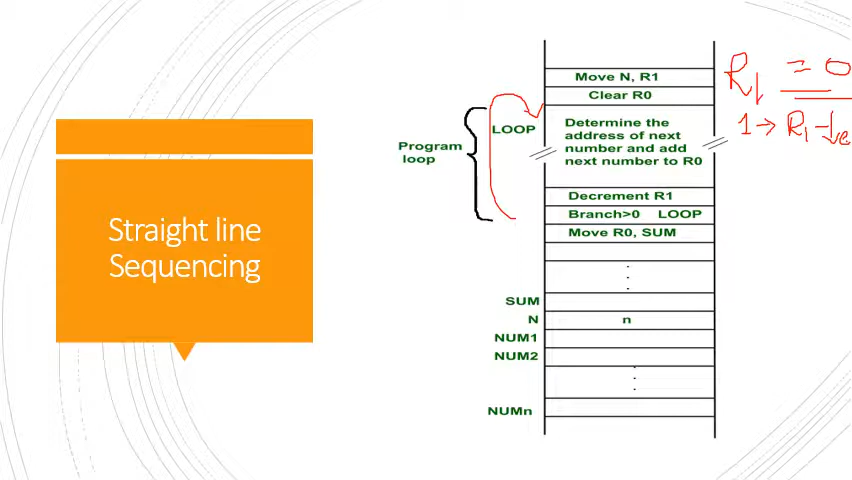 Straight line
Sequencing
Move N, R1
Clear R0
LOOP
Determine the
address of next
number and add
next number to R0
Program
loop
Decrement R1
Branch>0 LOOP
Move R0, SUM
SUM
N n
NUM1
NUM2
NUMn
R1 = 0
1 → R1 -ve